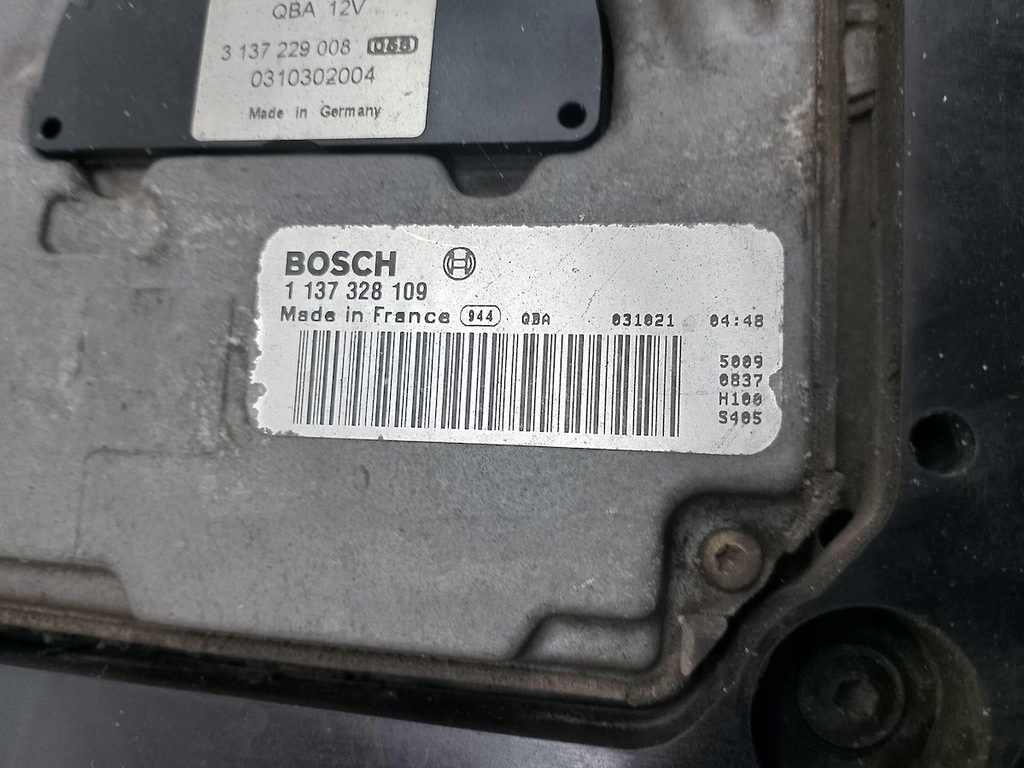 QBA 12V
3 137 229 008
0310302004
Made in Germany
BOSCH
1 137 328 109
Made in France 944 QBA 031021 04:48
5009
0837
H100
S405